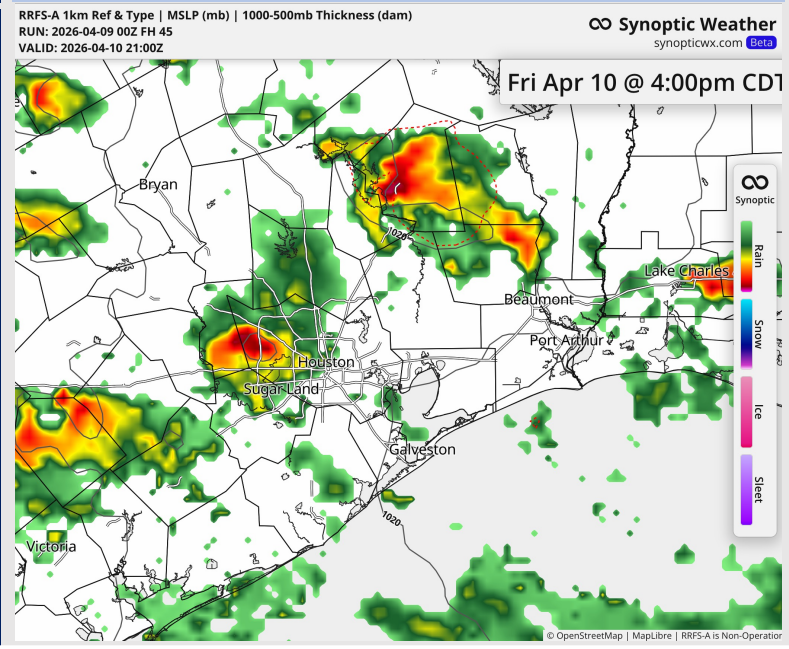 RRFS-A 1km Ref & Type | MSLP (mb) | 1000-500mb Thickness (dam)
RUN: 2026-04-09 00Z FH 45
VALID: 2026-04-10 21:00Z
Synoptic Weather
synopticwx.com Beta
Fri Apr 10 @ 4:00pm CDT
Bryan
1020
Lake Charles
Beaumont
Port Arthur
Houston
Sugar Land
Galveston
1020
Victoria
Synoptic
Rain
Snow
Ice
Sleet
© OpenStreetMap | MapLibre | RRFS-A is Non-Operation